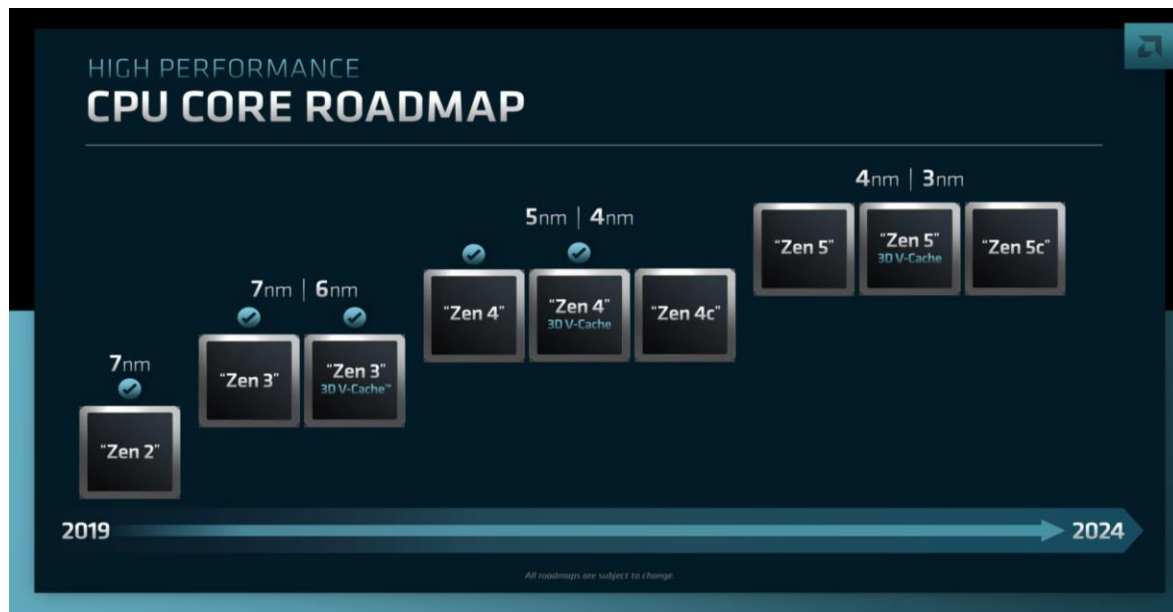 HIGH PERFORMANCE
CPU CORE ROADMAP
7nm
"Zen 2"
7nm | 6nm
"Zen 3"
"Zen 3"
3D V-Cache™
5nm | 4nm
"Zen 4"
"Zen 4"
3D V-Cache
"Zen 4c"
4nm | 3nm
"Zen 5"
"Zen 5"
3D V-Cache
"Zen 5c"
2019
2024
All roadmaps are subject to change.